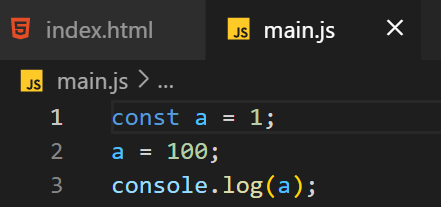 index.html JS main.js ×
JS main.js > ...
1 const a = 1;
2 a = 100;
3 console.log(a);